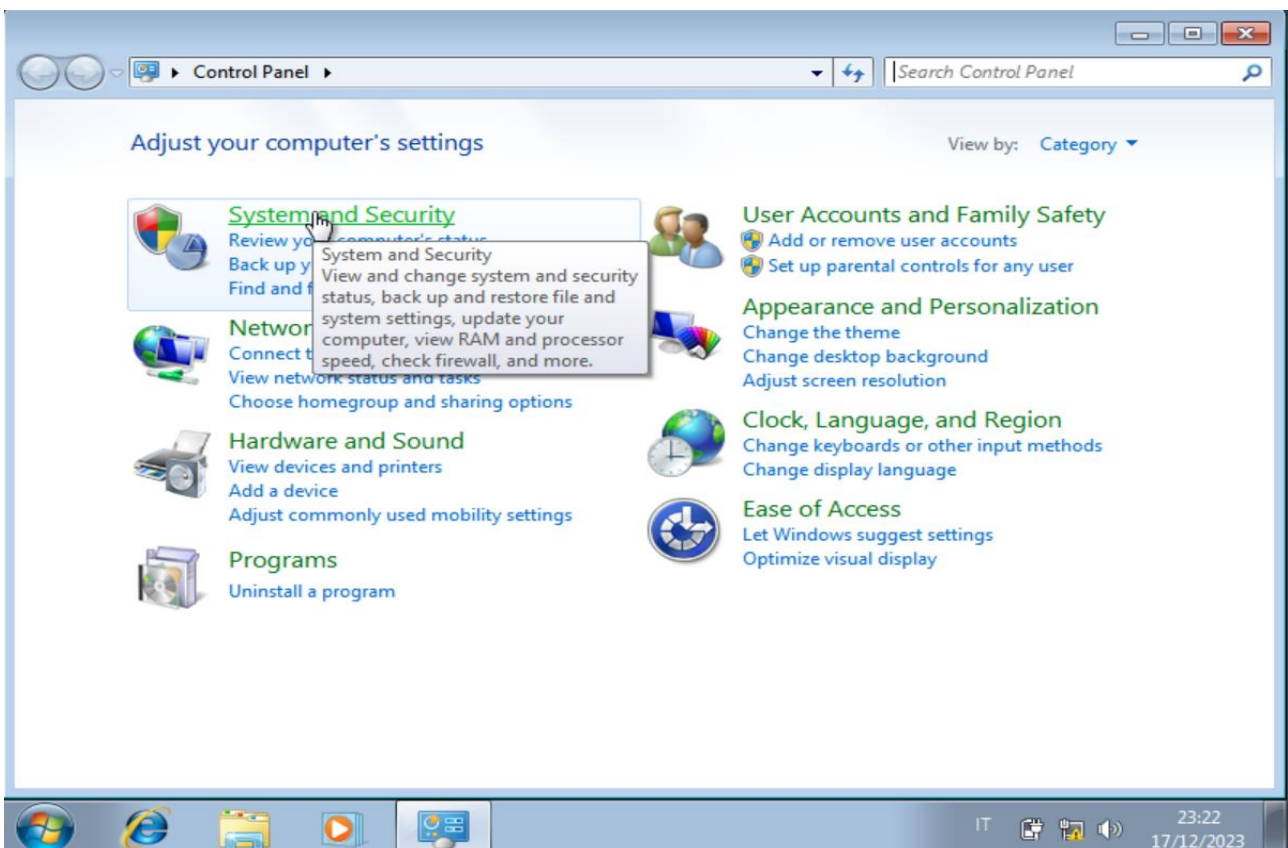 Control Panel
Search Control Panel
Adjust your computer's settings
View by: Category
System and Security
Review your computer's status
Back up y
Find and f
System and Security
View and change system and security
status, back up and restore file and
system settings, update your
computer, view RAM and processor
speed, check firewall, and more.
Networ
Connect t
View network status and tasks
Choose homegroup and sharing options
Hardware and Sound
View devices and printers
Add a device
Adjust commonly used mobility settings
Programs
Uninstall a program
User Accounts and Family Safety
Add or remove user accounts
Set up parental controls for any user
Appearance and Personalization
Change the theme
Change desktop background
Adjust screen resolution
Clock, Language, and Region
Change keyboards or other input methods
Change display language
Ease of Access
Let Windows suggest settings
Optimize visual display
IT
23:22
17/12/2023